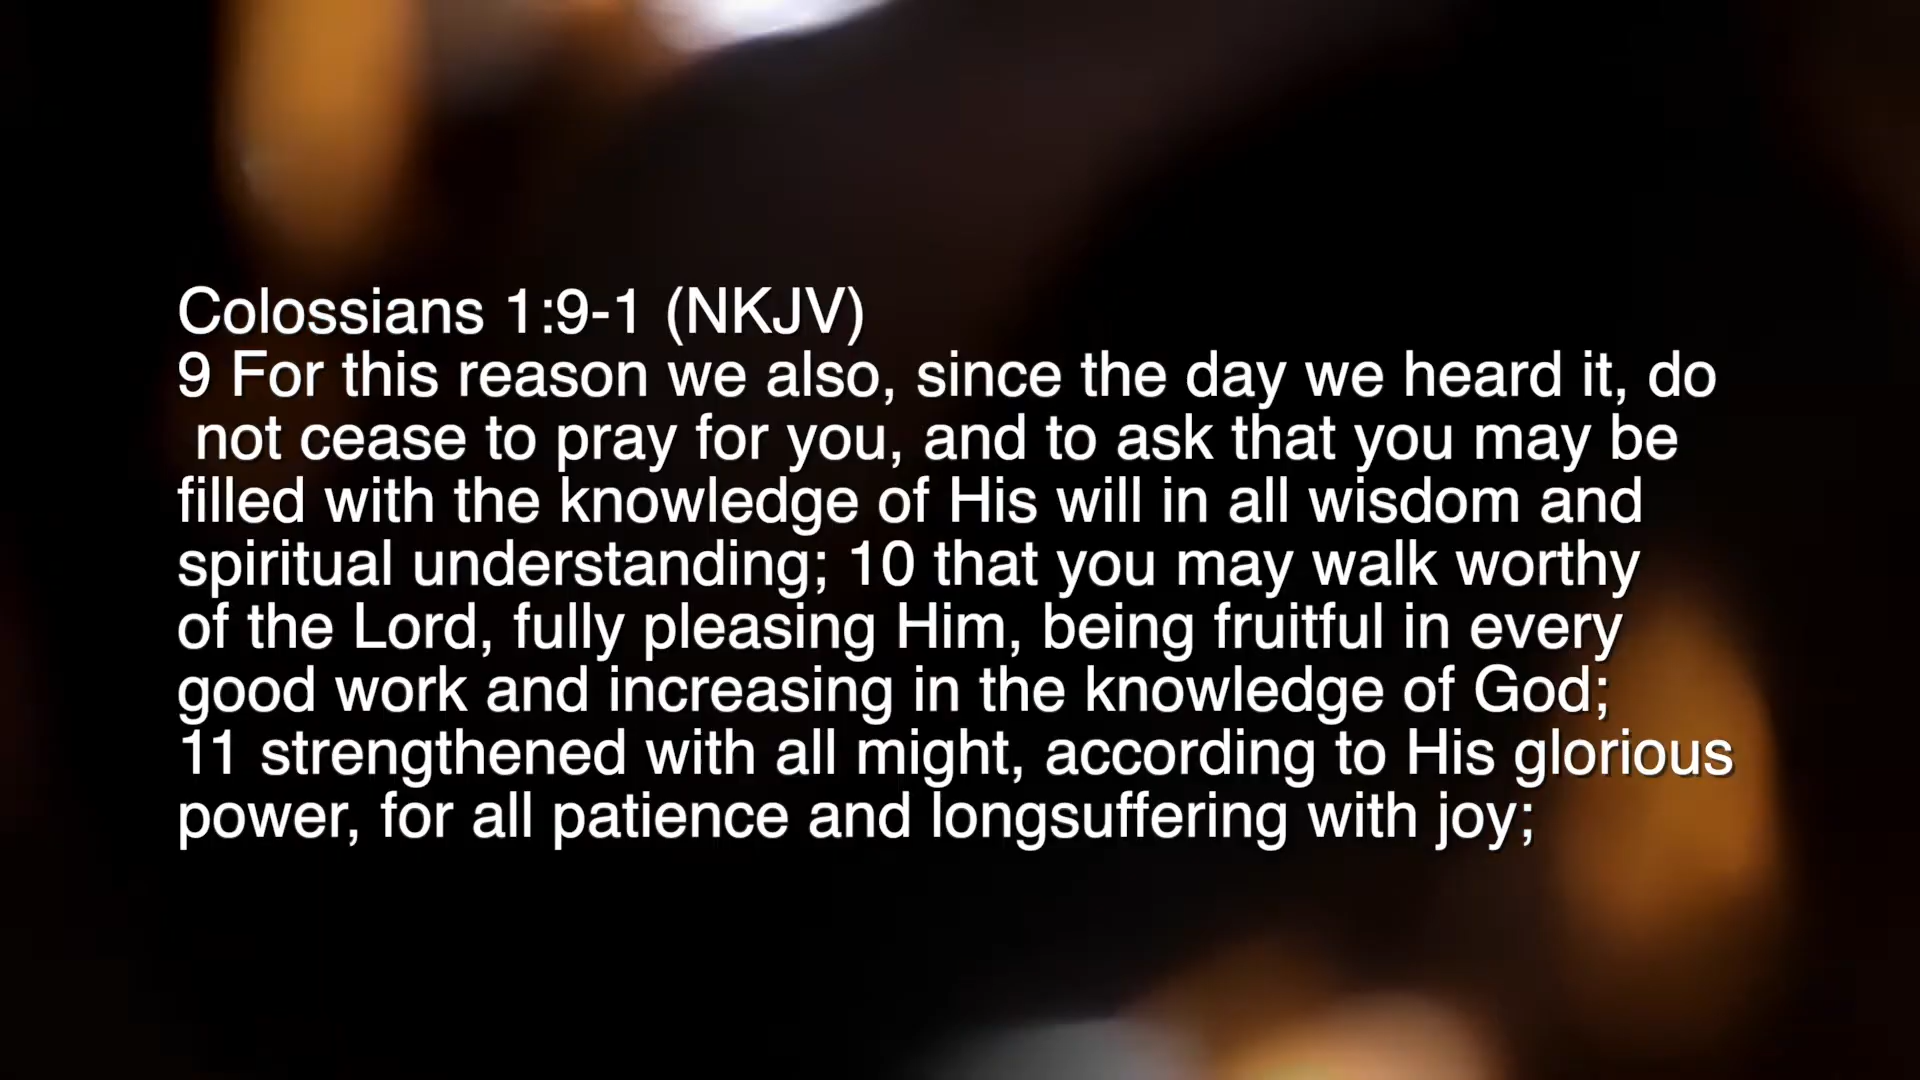 Colossians 1:9-1 (NKJV)
9 For this reason we also, since the day we heard it, do
not cease to pray for you, and to ask that you may be
filled with the knowledge of His will in all wisdom and
spiritual understanding; 10 that you may walk worthy
of the Lord, fully pleasing Him, being fruitful in every
good work and increasing in the knowledge of God;
11 strengthened with all might, according to His glorious
power, for all patience and longsuffering with joy;